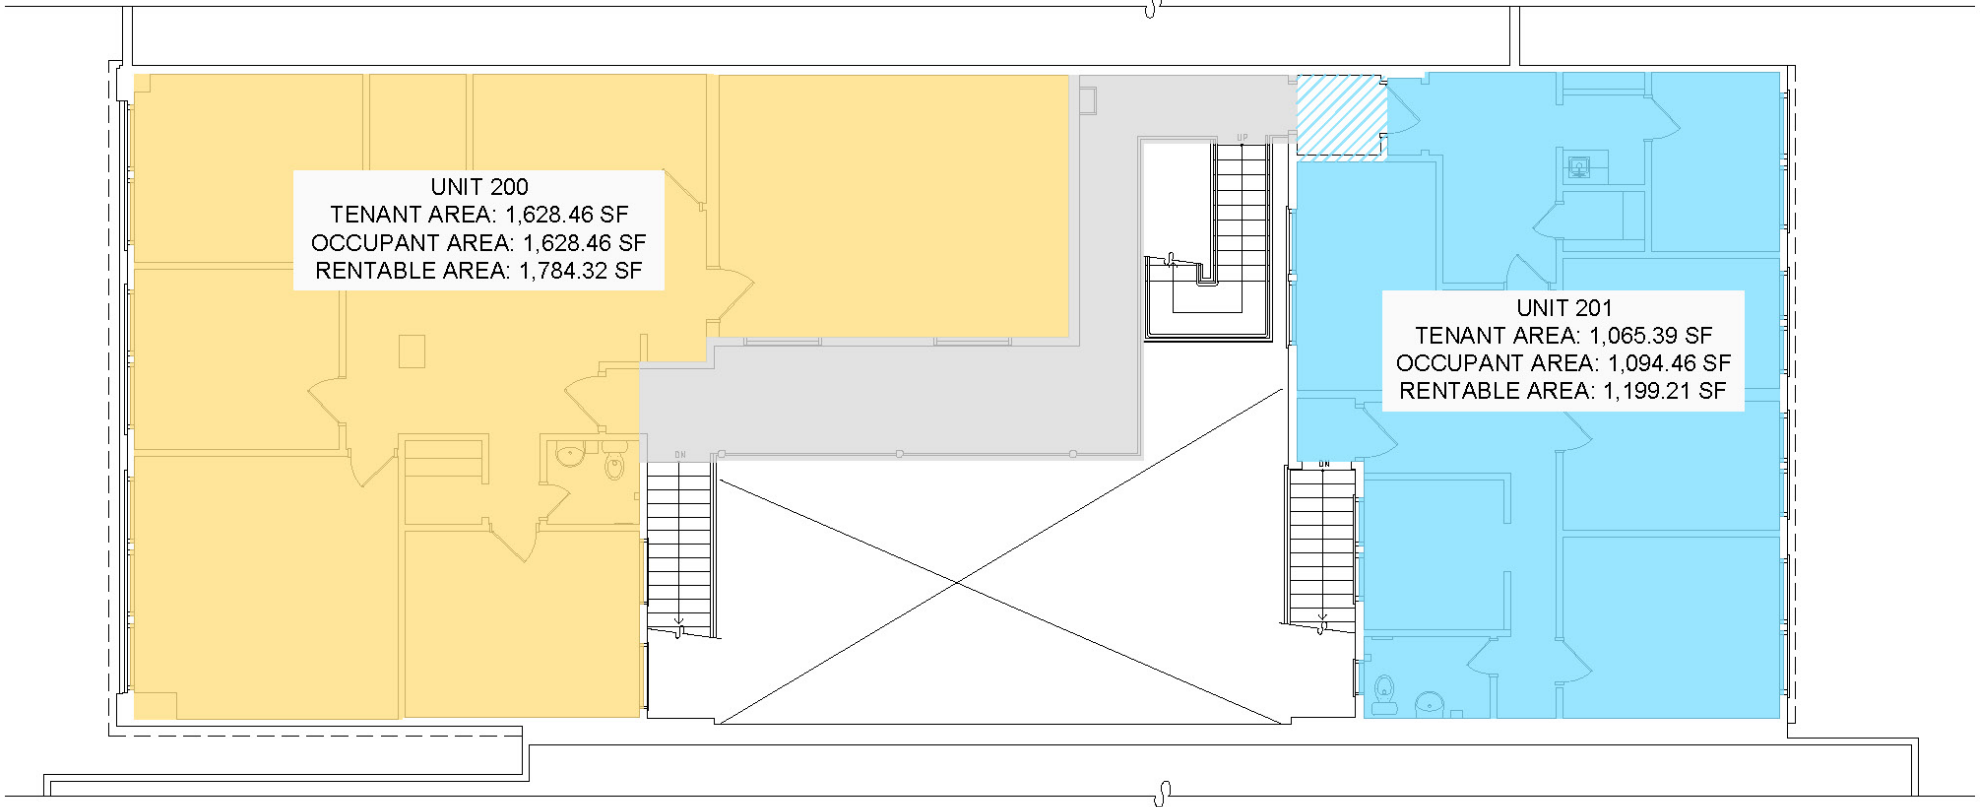 UP
UNIT 200
TENANT AREA: 1,628.46 SF
OCCUPANT AREA: 1,628.46 SF
RENTABLE AREA: 1,784.32 SF
UNIT 201
TENANT AREA: 1,065.39 SF
OCCUPANT AREA: 1,094.46 SF
RENTABLE AREA: 1,199.21 SF
DN
DN